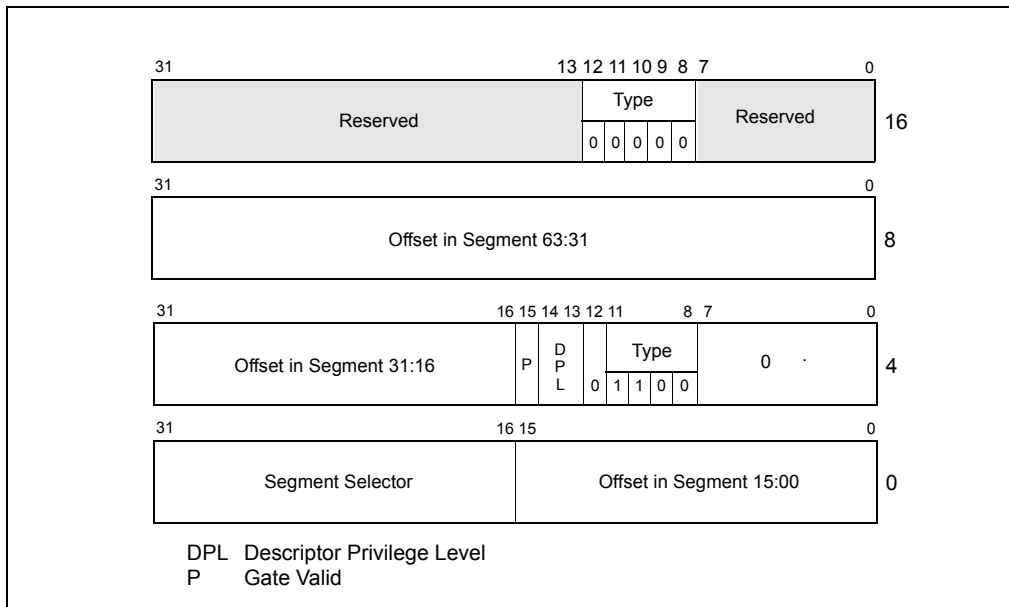 31 13 12 11 10 9 8 7 0
Type
Reserved Reserved 16
0 0 0 0 0
31 0
Offset in Segment 63:31 8
31 16 15 14 13 12 11 8 7 0
Offset in Segment 31:16 P DPL Type 0 . 4
0 1 1 0 0
31 16 15 0
Segment Selector Offset in Segment 15:00 0
DPL Descriptor Privilege Level
P Gate Valid